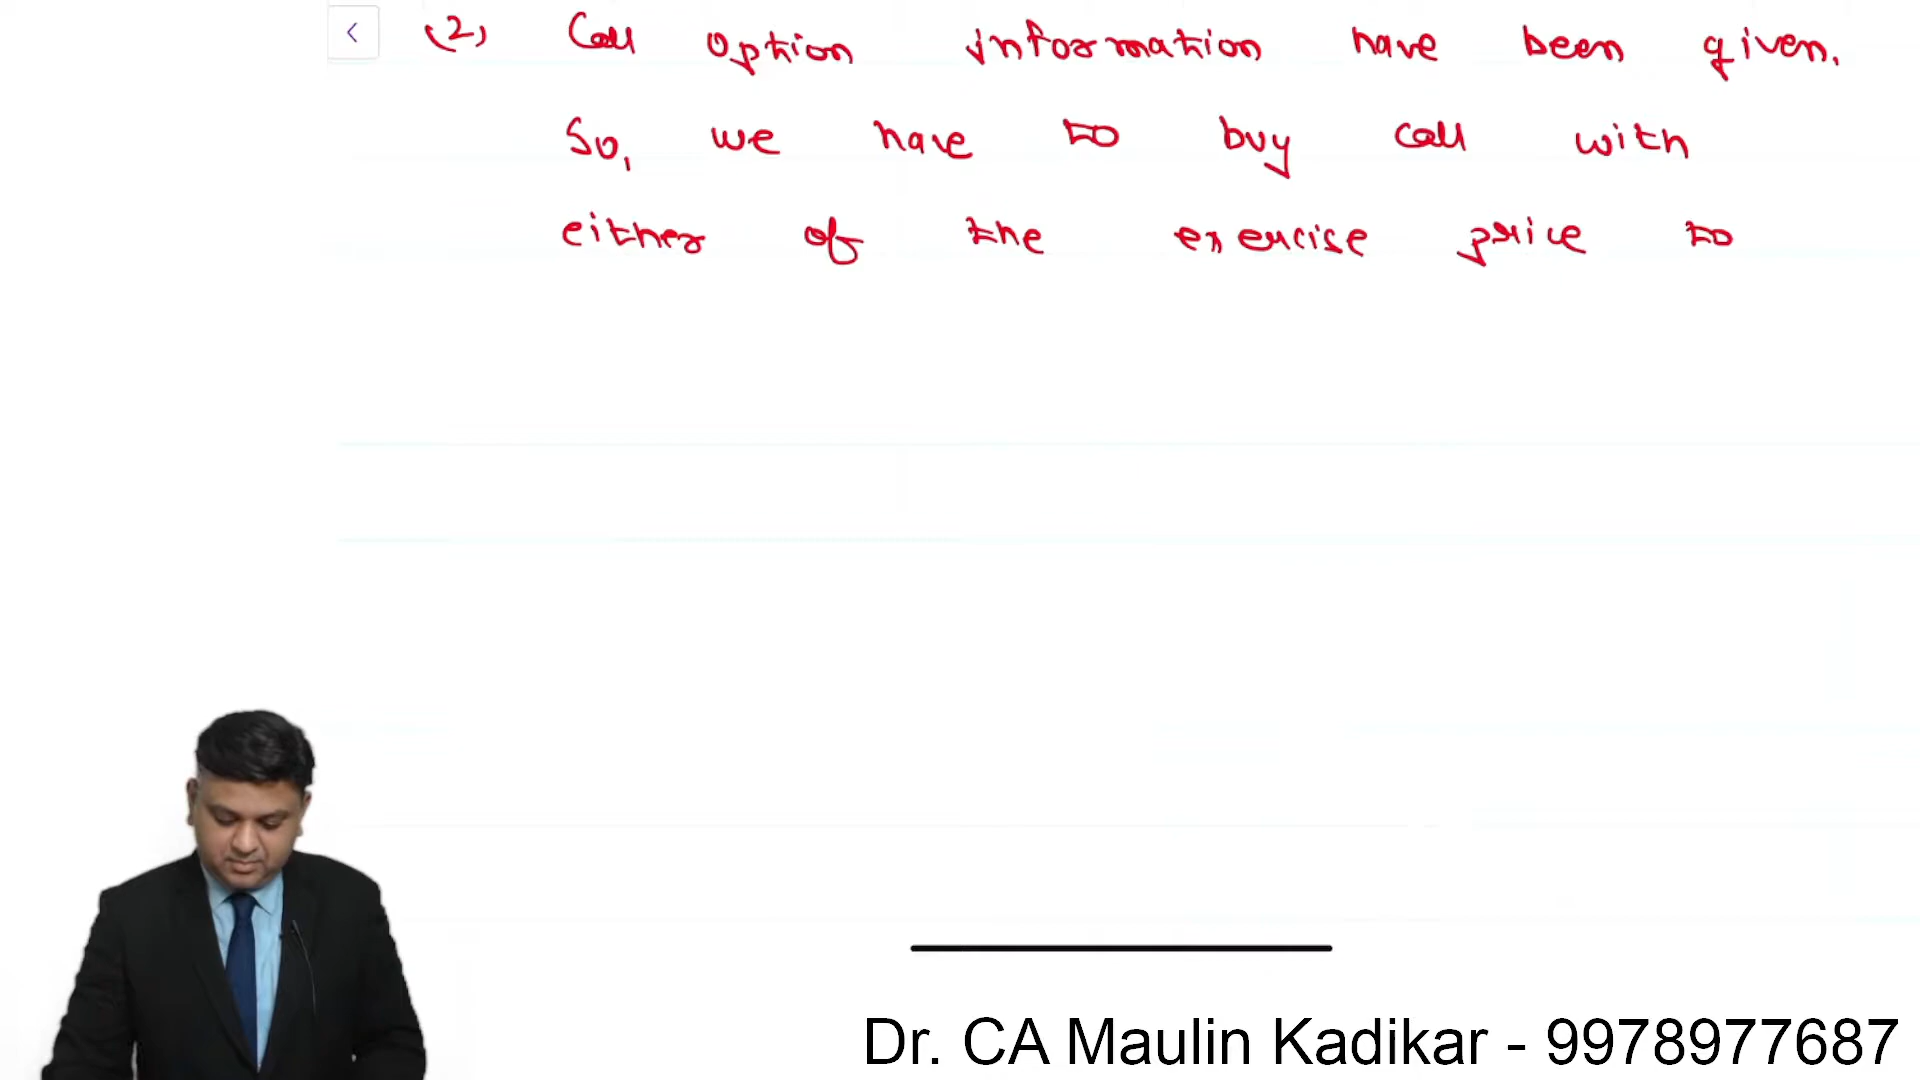 (2) Call option information have been given.
So, we have to buy call with
either of the exercise price to
Dr. CA Maulin Kadikar - 9978977687